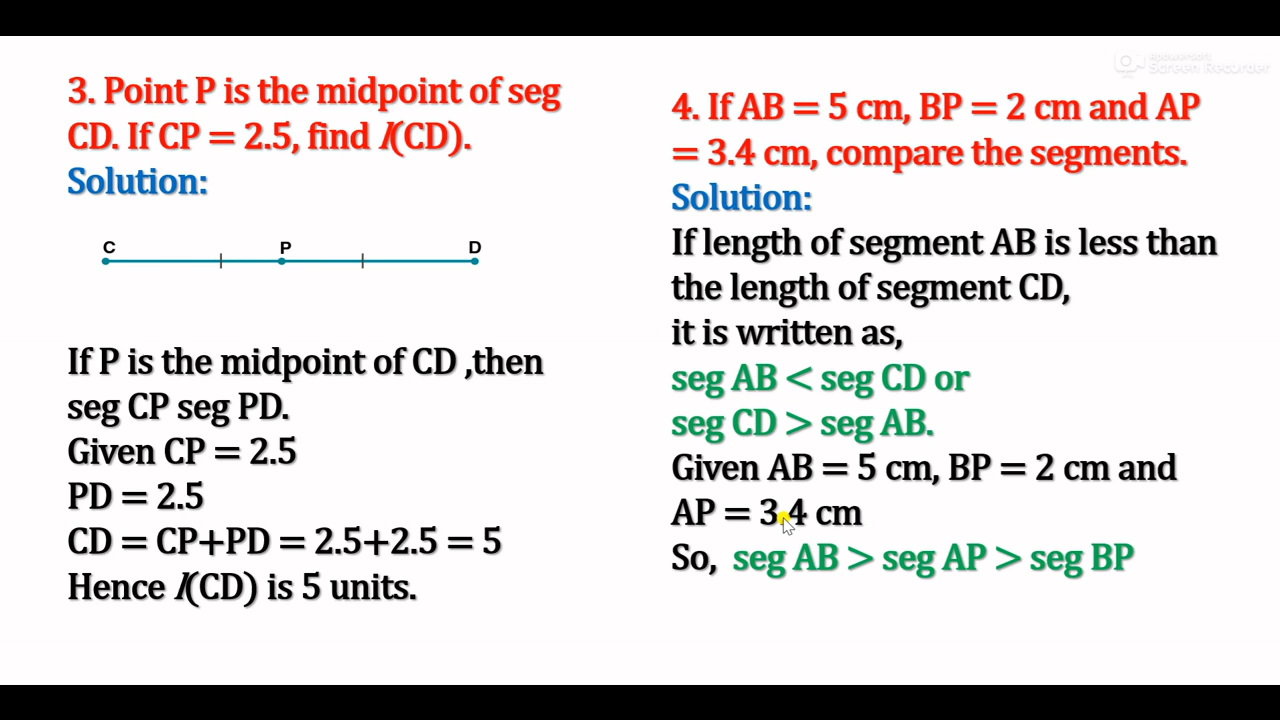 3. Point P is the midpoint of seg
CD. If CP = 2.5, find l(CD).
Solution:
C P D
If P is the midpoint of CD ,then
seg CP seg PD.
Given CP = 2.5
PD = 2.5
CD = CP+PD = 2.5+2.5 = 5
Hence l(CD) is 5 units.
Apowersoft
Screen Recorder
4. If AB = 5 cm, BP = 2 cm and AP
= 3.4 cm, compare the segments.
Solution:
If length of segment AB is less than
the length of segment CD,
it is written as,
seg AB < seg CD or
seg CD > seg AB.
Given AB = 5 cm, BP = 2 cm and
AP = 3.4 cm
So, seg AB > seg AP > seg BP